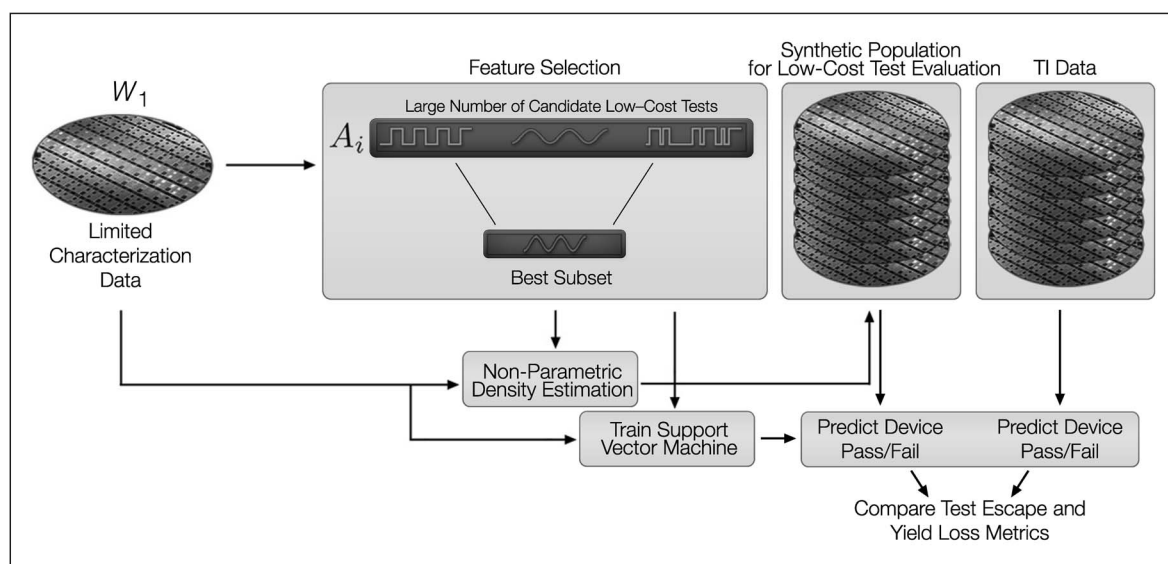 W1
Limited
Characterization
Data
Feature Selection
Large Number of Candidate Low–Cost Tests
Ai
Best Subset
Synthetic Population
for Low-Cost Test Evaluation
TI Data
Non-Parametric
Density Estimation
Train Support
Vector Machine
Predict Device
Pass/Fail
Predict Device
Pass/Fail
Compare Test Escape and
Yield Loss Metrics